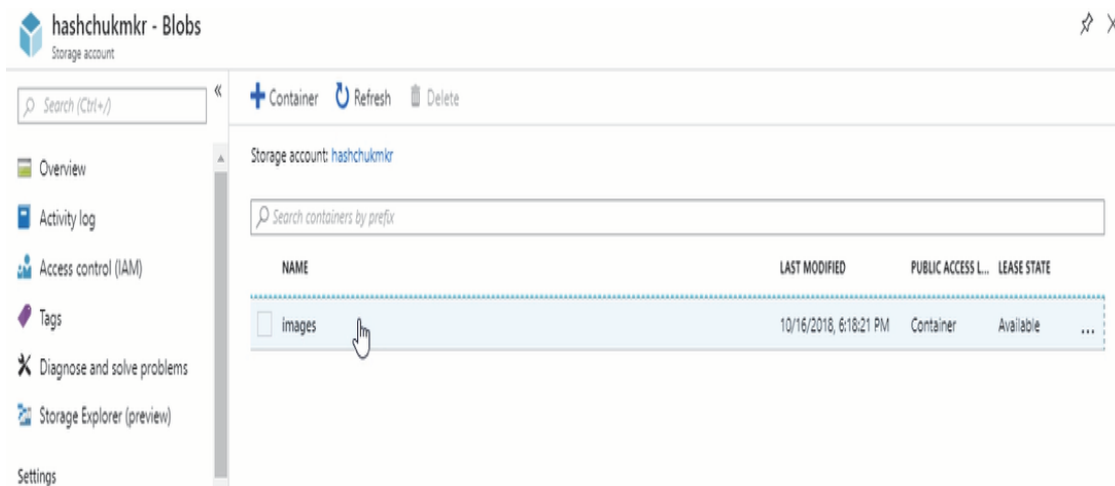 hashchukmkr - Blobs
Storage account
Search (Ctrl+/)
«
Container Refresh Delete
Overview
Activity log
Access control (IAM)
Tags
Diagnose and solve problems
Storage Explorer (preview)
Settings
Storage account: hashchukmkr
Search containers by prefix
NAME LAST MODIFIED PUBLIC ACCESS L... LEASE STATE
images 10/16/2018, 6:18:21 PM Container Available ...